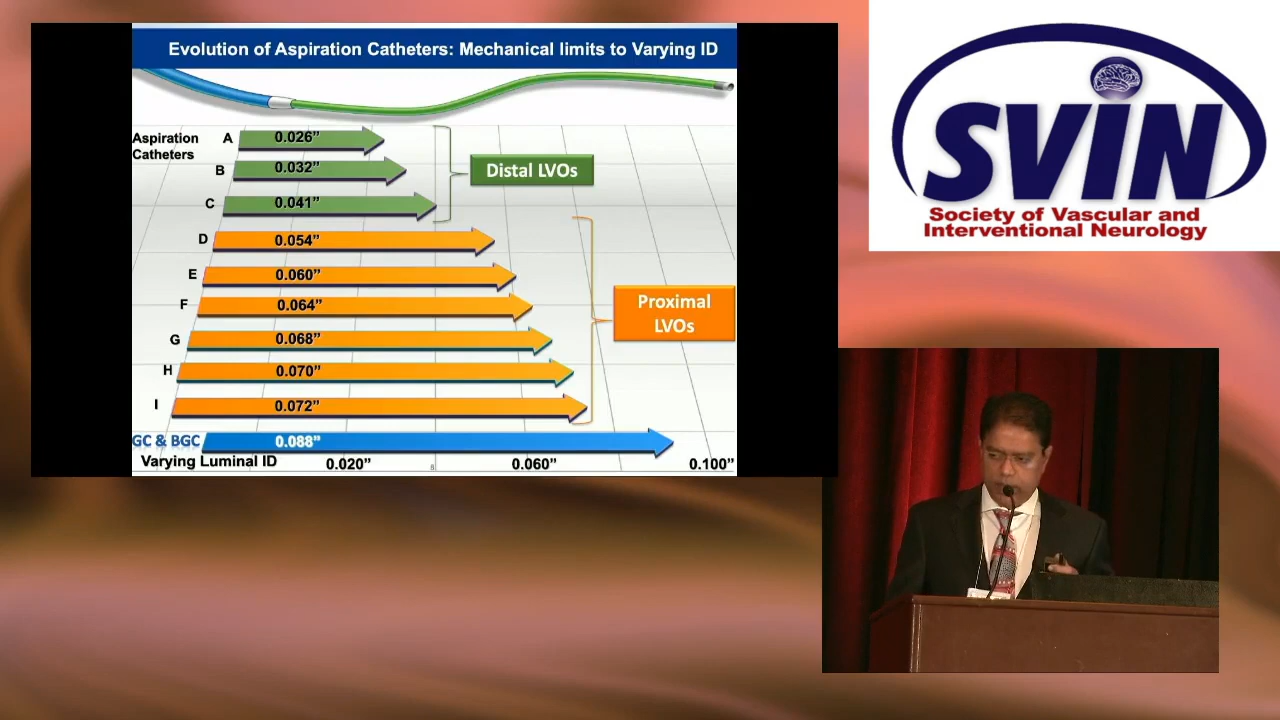 Evolution of Aspiration Catheters: Mechanical limits to Varying ID
Aspiration
Catheters
A
0.026”
B
0.032”
C
0.041”
Distal LVOs
D
0.054”
E
0.060”
F
0.064”
G
0.068”
H
0.070”
I
0.072”
Proximal
LVOs
GC & BGC
0.088”
Varying Luminal ID
0.020”
0.060”
0.100”
SVIN
Society of Vascular and
Interventional Neurology